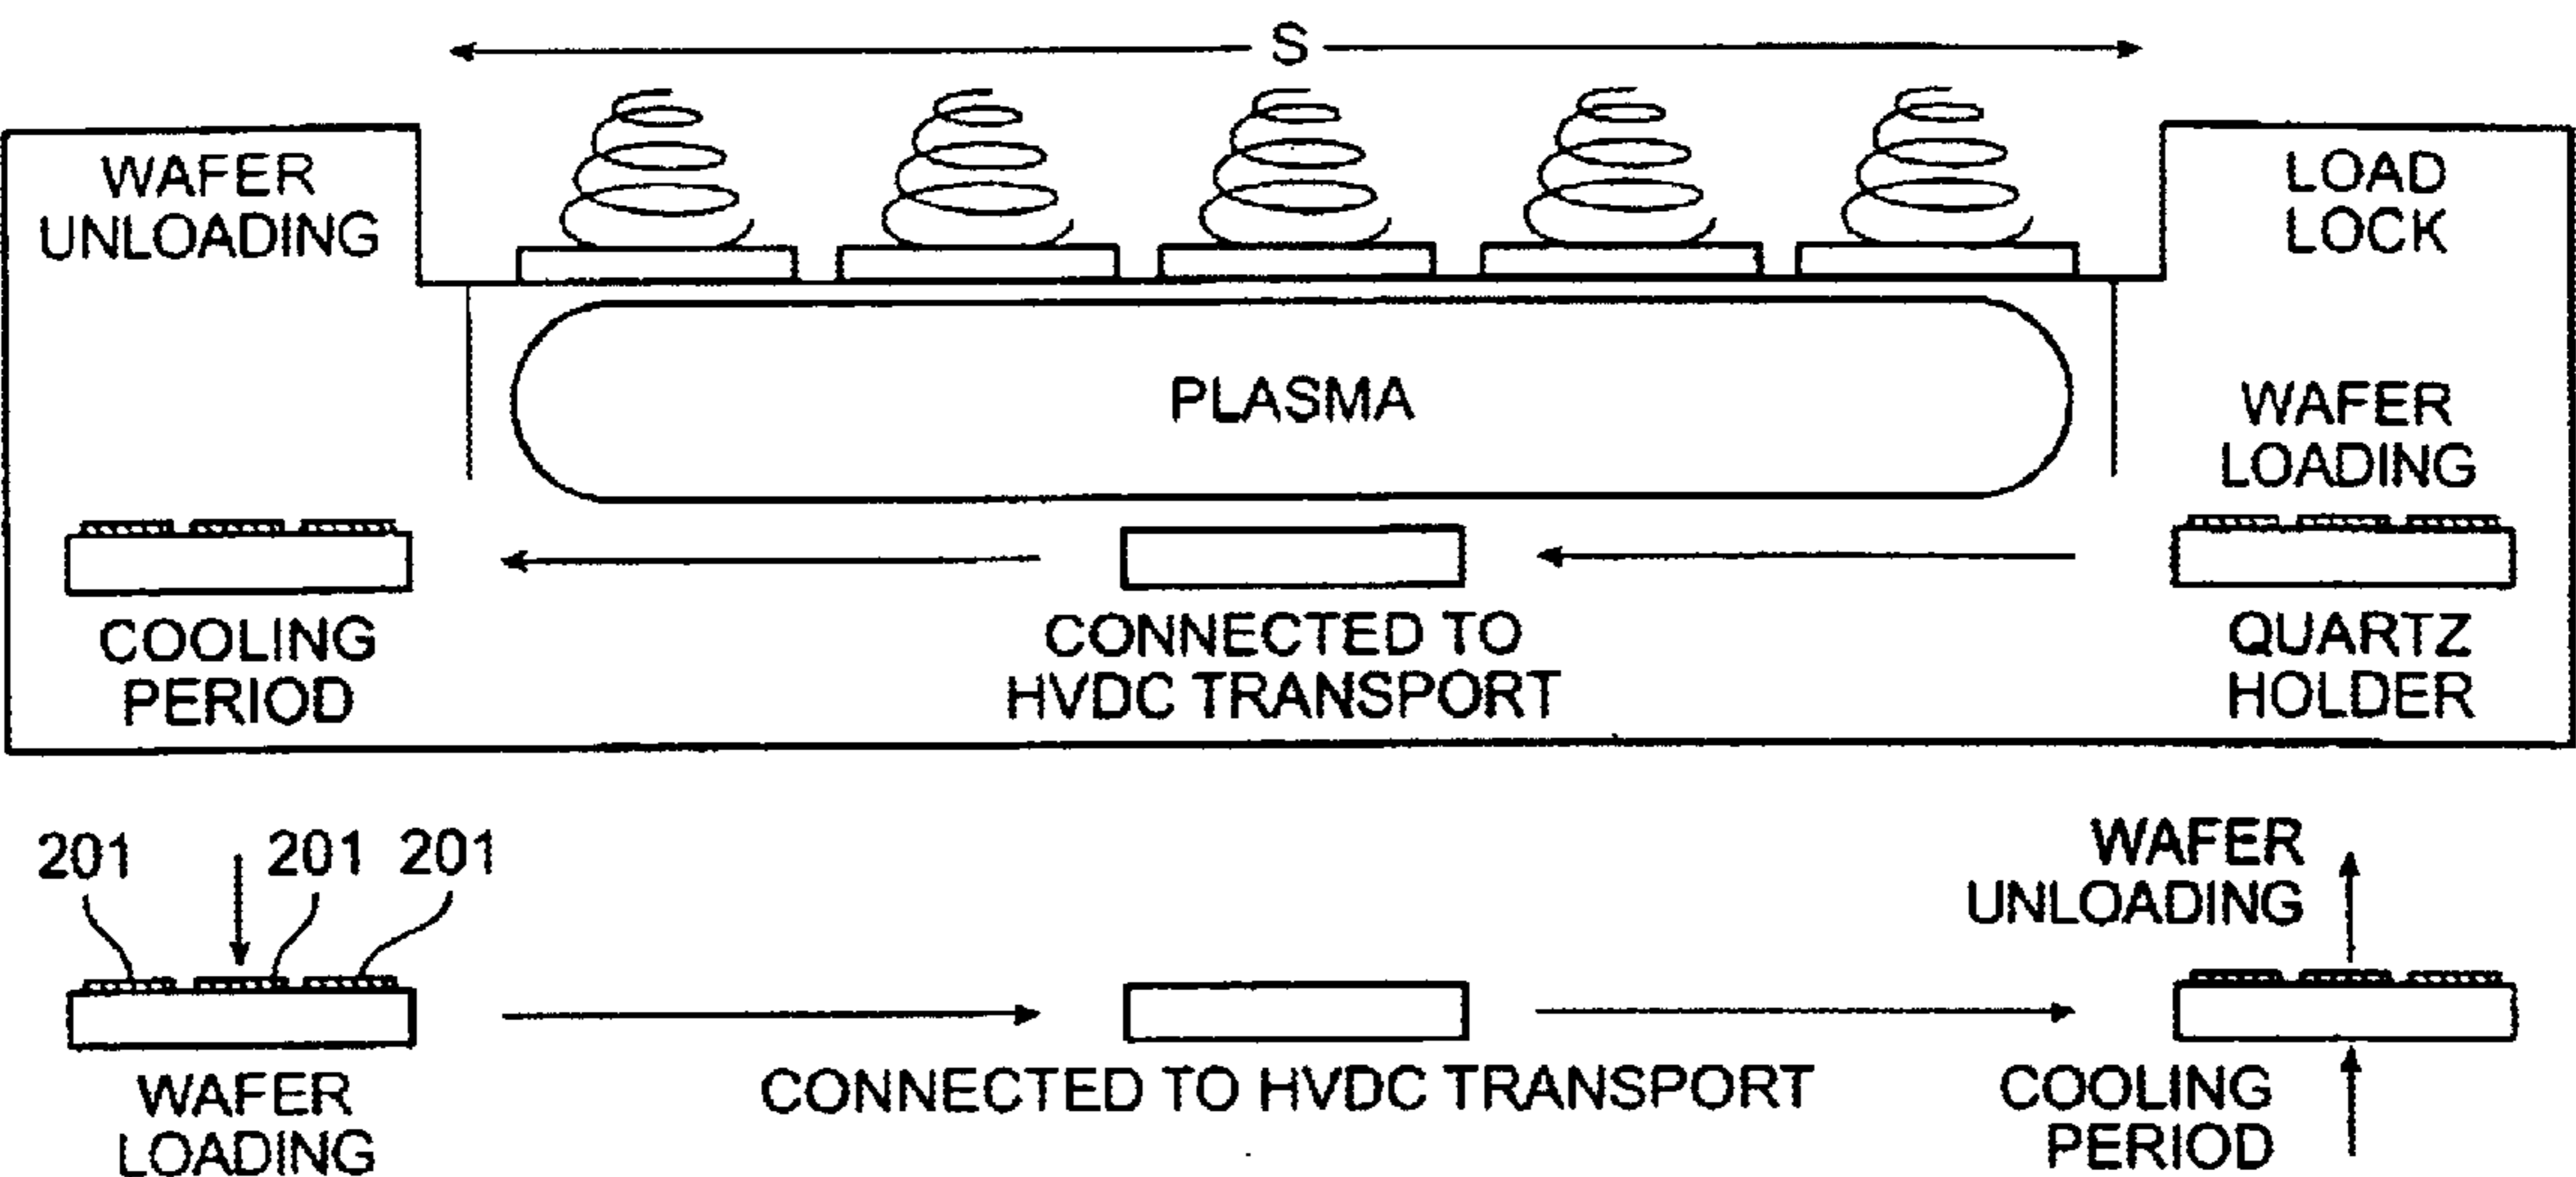 S
WAFER
UNLOADING
LOAD
LOCK
PLASMA
WAFER
LOADING
COOLING
PERIOD
CONNECTED TO
HVDC TRANSPORT
QUARTZ
HOLDER
201
201
201
WAFER
UNLOADING
WAFER
LOADING
CONNECTED TO HVDC TRANSPORT
COOLING
PERIOD